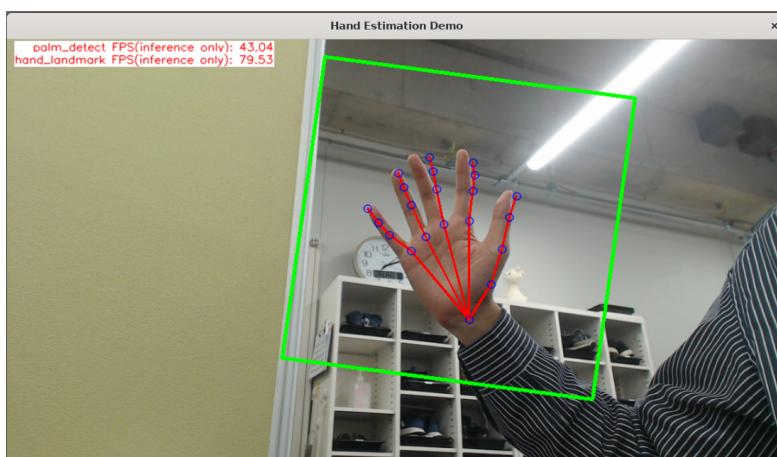 Hand Estimation Demo
palm_detect FPS(inference only): 43.04
hand_landmark FPS(inference only): 79.53